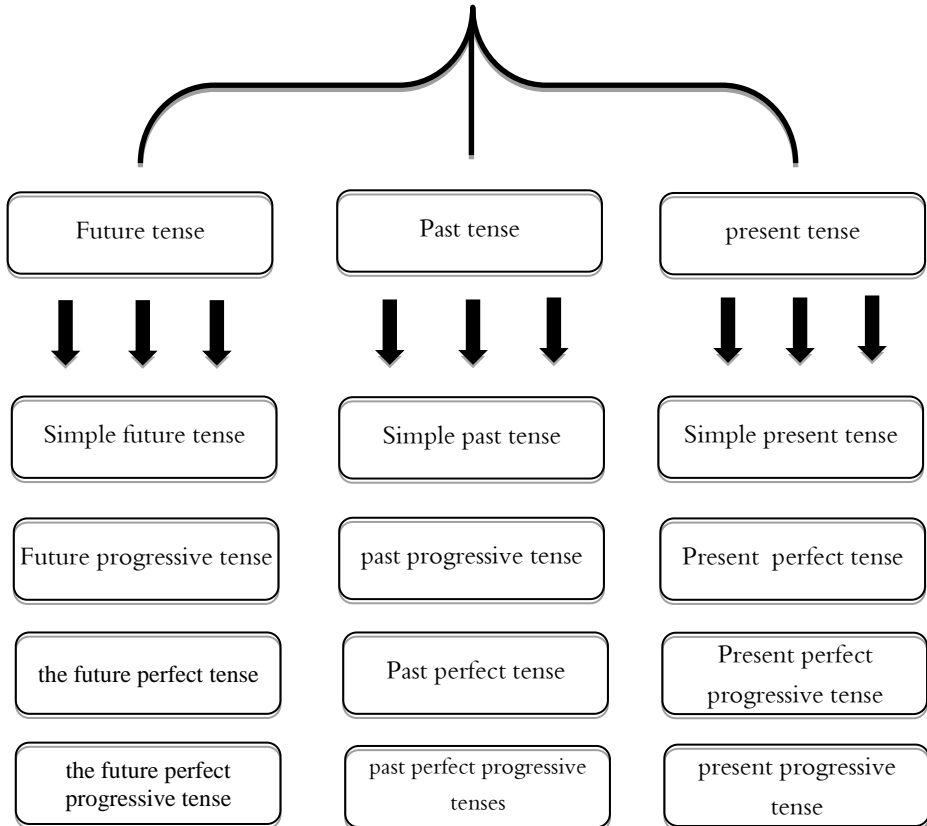 Future tense
Past tense
present tense
Simple future tense
Simple past tense
Simple present tense
Future progressive tense
past progressive tense
Present perfect tense
the future perfect tense
Past perfect tense
Present perfect
progressive tense
the future perfect
progressive tense
past perfect progressive
tenses
present progressive
tense